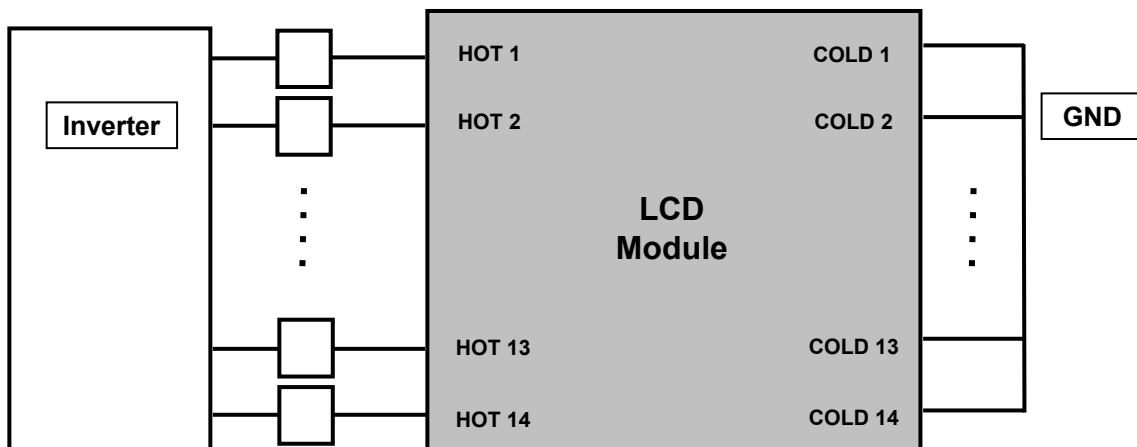 HOT 1
COLD 1
Inverter
HOT 2
COLD 2
GND
LCD
Module
HOT 13
COLD 13
HOT 14
COLD 14